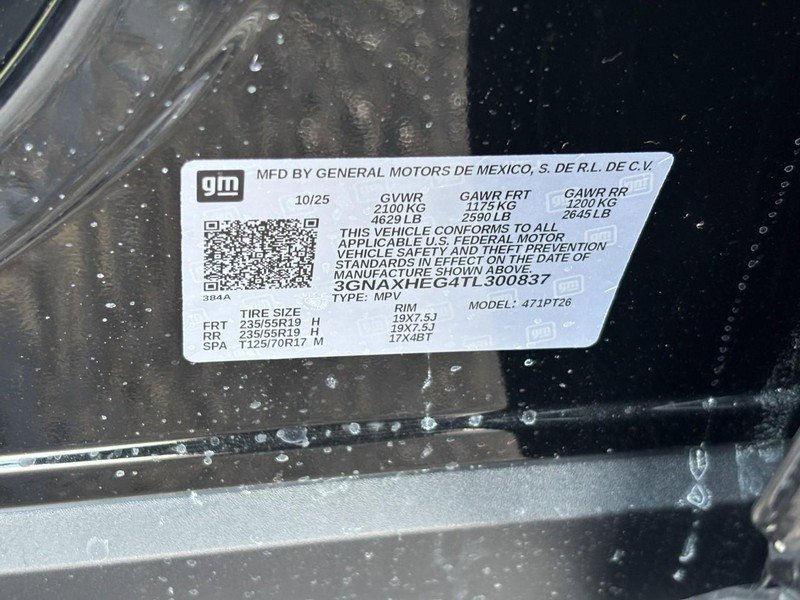 gm MFD BY GENERAL MOTORS DE MEXICO, S. DE R.L. DE C.V.
10/25 GVWR GAWR FRT GAWR RR
2100 KG 1175 KG 1200 KG
4629 LB 2590 LB 2645 LB
THIS VEHICLE CONFORMS TO ALL
APPLICABLE U.S. FEDERAL MOTOR
VEHICLE SAFETY AND THEFT PREVENTION
STANDARDS IN EFFECT ON THE DATE OF
MANUFACTURE SHOWN ABOVE.
3GNAXHEG4TL300837
384A
TYPE: MPV MODEL: 471PT26
TIRE SIZE RIM
FRT 235/55R19 H 19X7.5J
RR 235/55R19 H 19X7.5J
SPA T125/70R17 M 17X4BT